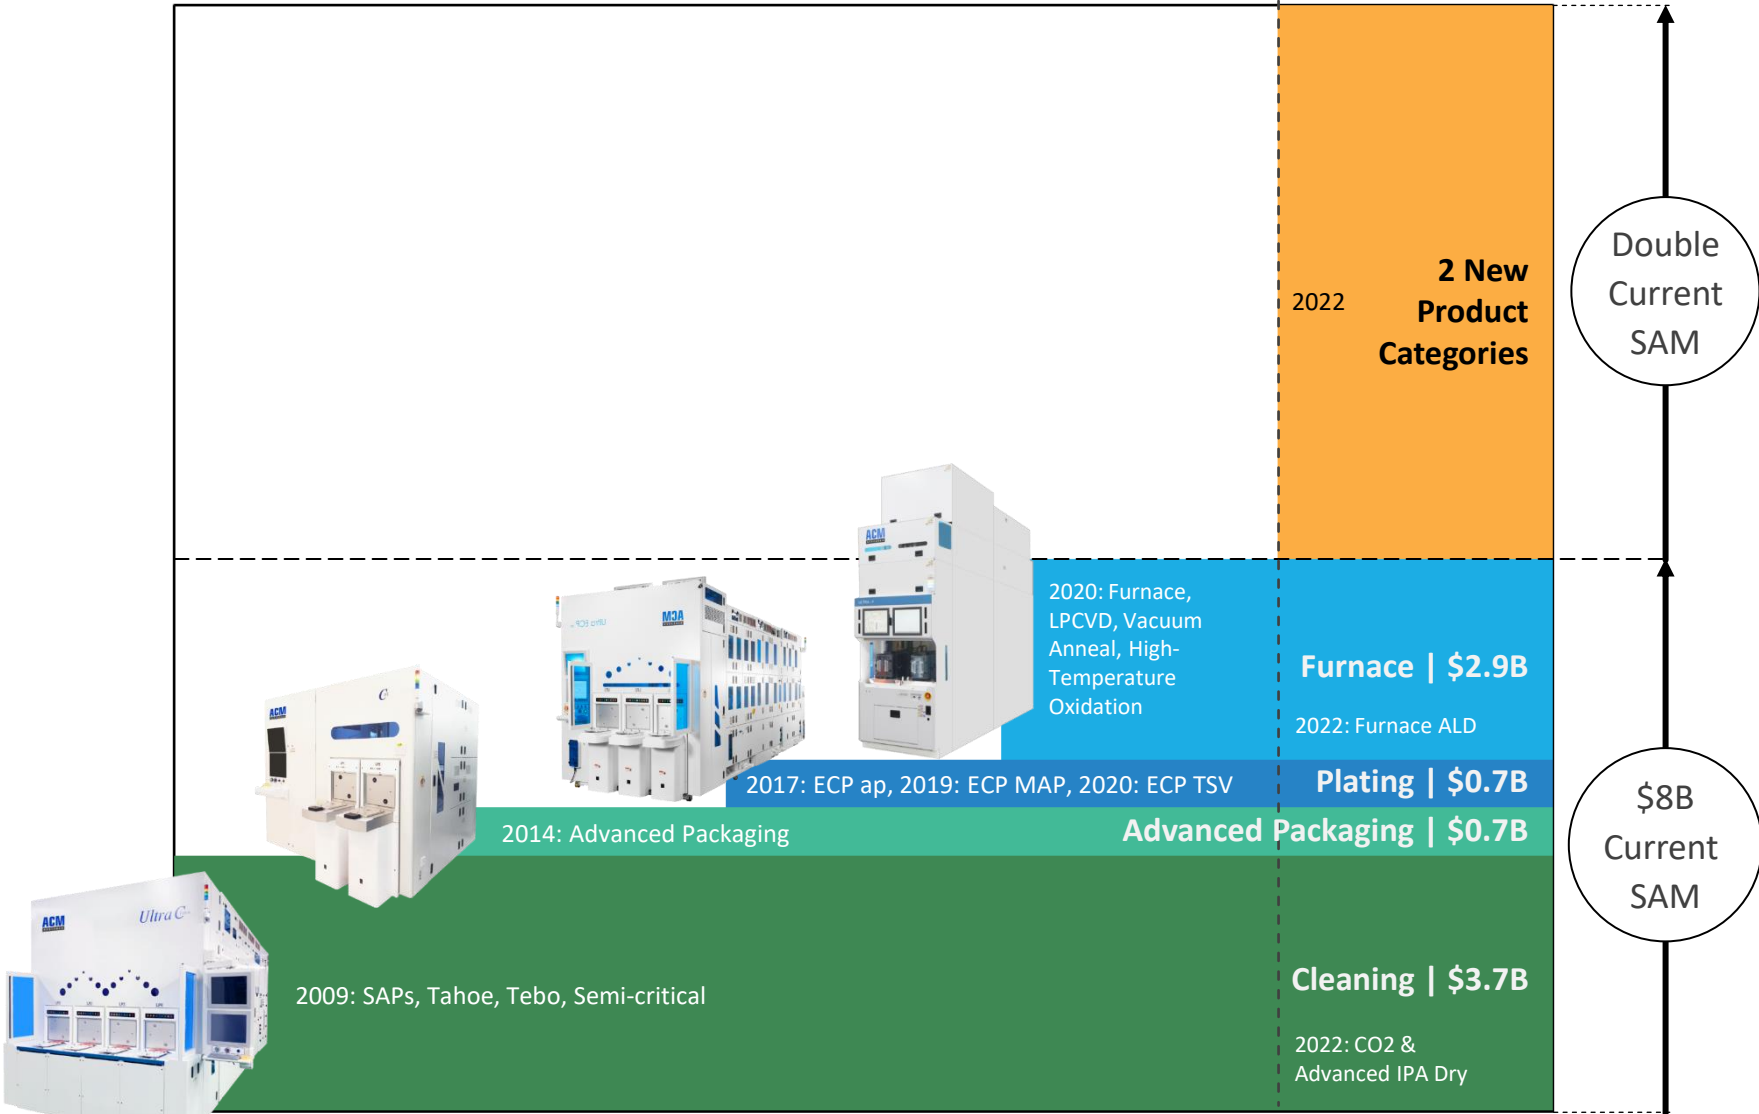 2022
2 New
Product
Categories
Double
Current
SAM
2020: Furnace,
LPCVD, Vacuum
Anneal, High-
Temperature
Oxidation
Furnace | $2.9B
2022: Furnace ALD
2017: ECP ap, 2019: ECP MAP, 2020: ECP TSV
Plating | $0.7B
2014: Advanced Packaging
Advanced Packaging | $0.7B
$8B
Current
SAM
2009: SAPs, Tahoe, Tebo, Semi-critical
Cleaning | $3.7B
2022: CO2 &
Advanced IPA Dry
ACM
ACM
Ultra ECP
ACM
C
ACM
Ultra C